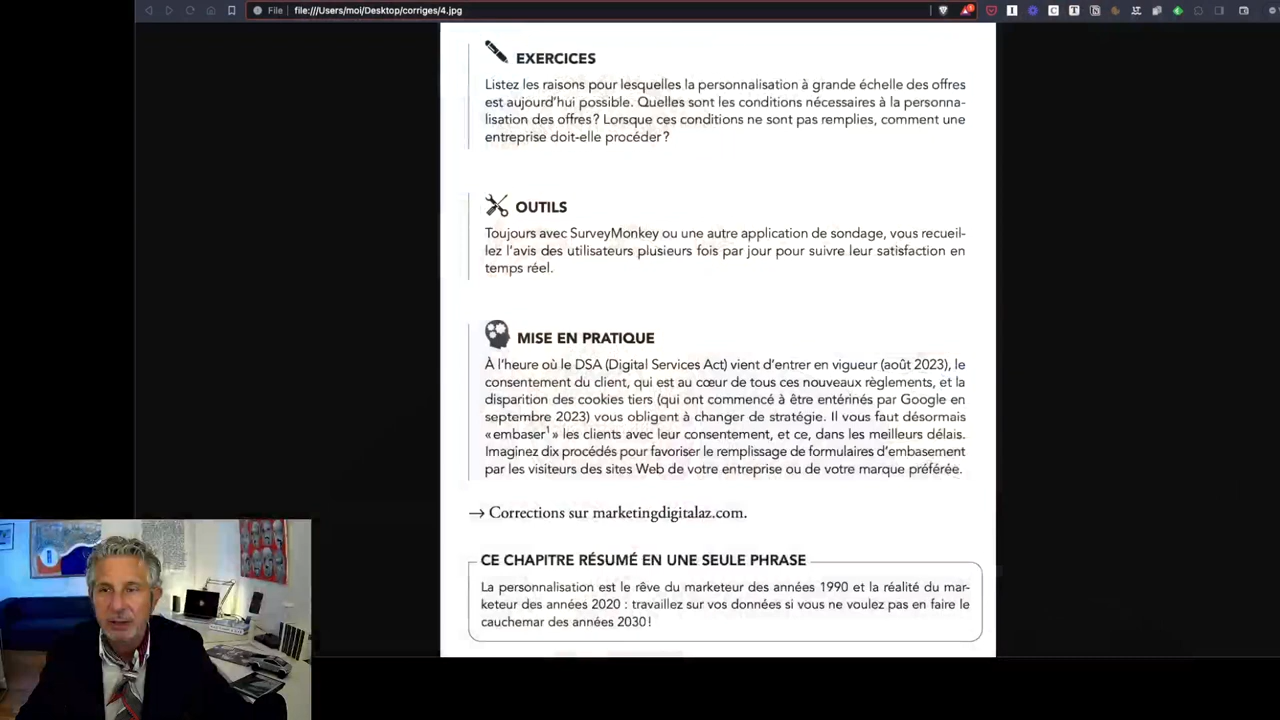 File file:///Users/moi/Desktop/corriges/4.jpg
EXERCICES
Listez les raisons pour lesquelles la personnalisation à grande échelle des offres
est aujourd'hui possible. Quelles sont les conditions nécessaires à la personna-
lisation des offres ? Lorsque ces conditions ne sont pas remplies, comment une
entreprise doit-elle procéder ?
OUTILS
Toujours avec SurveyMonkey ou une autre application de sondage, vous recueil-
lez l'avis des utilisateurs plusieurs fois par jour pour suivre leur satisfaction en
temps réel.
MISE EN PRATIQUE
À l'heure où le DSA (Digital Services Act) vient d'entrer en vigueur (août 2023), le
consentement du client, qui est au cœur de tous ces nouveaux règlements, et la
disparition des cookies tiers (qui ont commencé à être entérinés par Google en
septembre 2023) vous obligent à changer de stratégie. Il vous faut désormais
« embaser¹ » les clients avec leur consentement, et ce, dans les meilleurs délais.
Imaginez dix procédés pour favoriser le remplissage de formulaires d'embasement
par les visiteurs des sites Web de votre entreprise ou de votre marque préférée.
→ Corrections sur marketingdigitalaz.com.
CE CHAPITRE RÉSUMÉ EN UNE SEULE PHRASE
La personnalisation est le rêve du marketeur des années 1990 et la réalité du mar-
keteur des années 2020 : travaillez sur vos données si vous ne voulez pas en faire le
cauchemar des années 2030 !